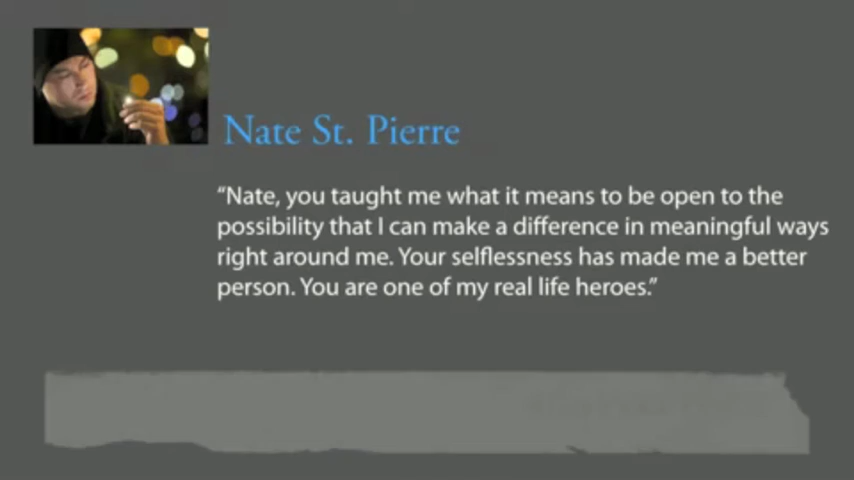 Nate St. Pierre
“Nate, you taught me what it means to be open to the
possibility that I can make a difference in meaningful ways
right around me. Your selflessness has made me a better
person. You are one of my real life heroes.”